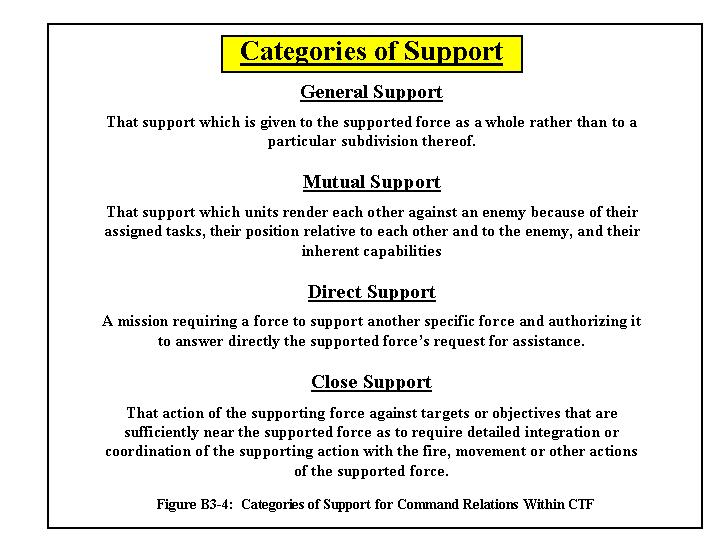 Categories of Support
General Support
That support which is given to the supported force as a whole rather than to a
particular subdivision thereof.
Mutual Support
That support which units render each other against an enemy because of their
assigned tasks, their position relative to each other and to the enemy, and their
inherent capabilities
Direct Support
A mission requiring a force to support another specific force and authorizing it
to answer directly the supported force’s request for assistance.
Close Support
That action of the supporting force against targets or objectives that are
sufficiently near the supported force as to require detailed integration or
coordination of the supporting action with the fire, movement or other actions
of the supported force.
Figure B3-4: Categories of Support for Command Relations Within CTF